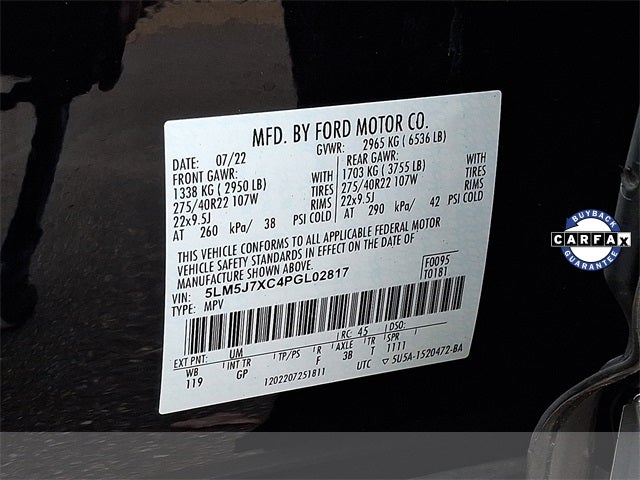 MFD. BY FORD MOTOR CO.
DATE: 07/22 GVWR: 2965 KG ( 6536 LB)
FRONT GAWR: REAR GAWR:
1338 KG ( 2950 LB) WITH 1703 KG ( 3755 LB) WITH
275/40R22 107W TIRES 275/40R22 107W TIRES
22x9.5J RIMS 22x9.5J RIMS
AT 260 kPa/ 38 PSI COLD AT 290 kPa/ 42 PSI COLD
THIS VEHICLE CONFORMS TO ALL APPLICABLE FEDERAL MOTOR
VEHICLE SAFETY STANDARDS IN EFFECT ON THE DATE OF
MANUFACTURE SHOWN ABOVE.
VIN: 5LM5J7XC4PGL02817 F0095
TYPE: MPV T0181
EXT PNT: UM RC: 45 DSO:
WB INT TR TP/PS R AXLE TR SPR
119 GP F 3B T 1111
1202207251811 UTC ▽ 5U5A-1520472-BA
BUYBACK
CARFAX
GUARANTEE